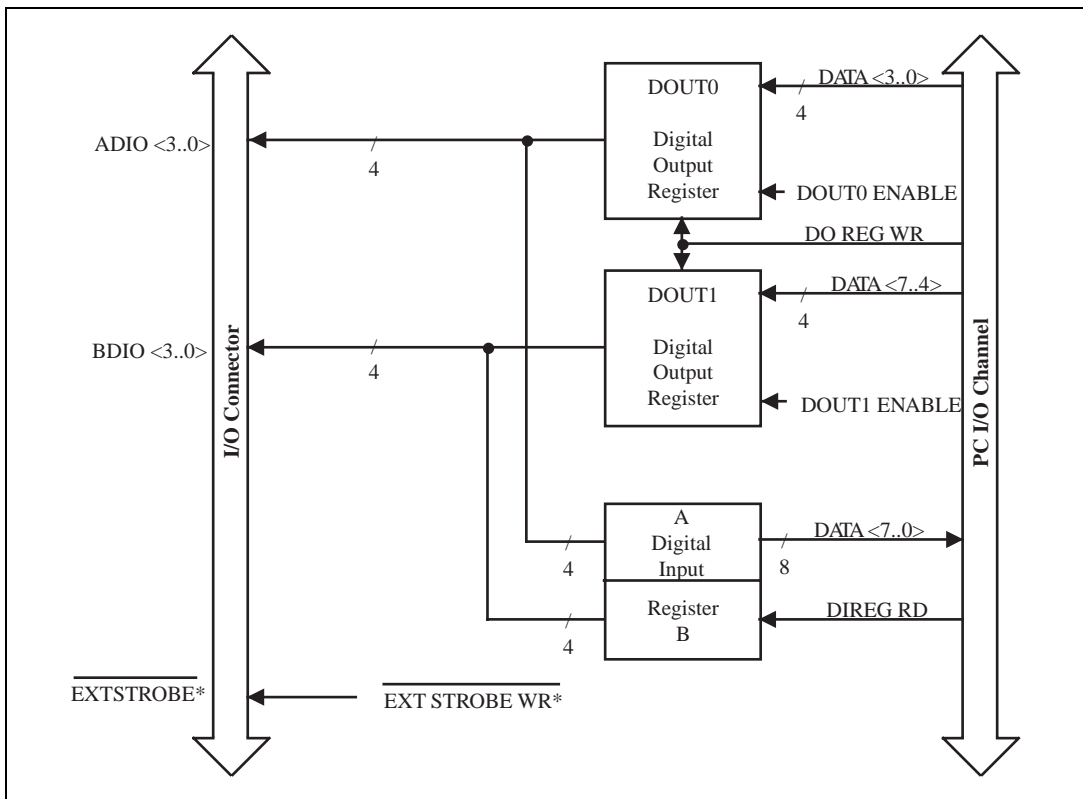 DOUT0
Digital
Output
Register
DATA <3..0>
4
ADIO <3..0>
4
DOUT0 ENABLE
DO REG WR
DOUT1
Digital
Output
Register
DATA <7..4>
4
BDIO <3..0>
4
DOUT1 ENABLE
I/O Connector
PC I/O Channel
A
Digital
Input
Register
B
4
4
DATA <7..0>
8
DIREG RD
EXTSTROBE*
EXT STROBE WR*